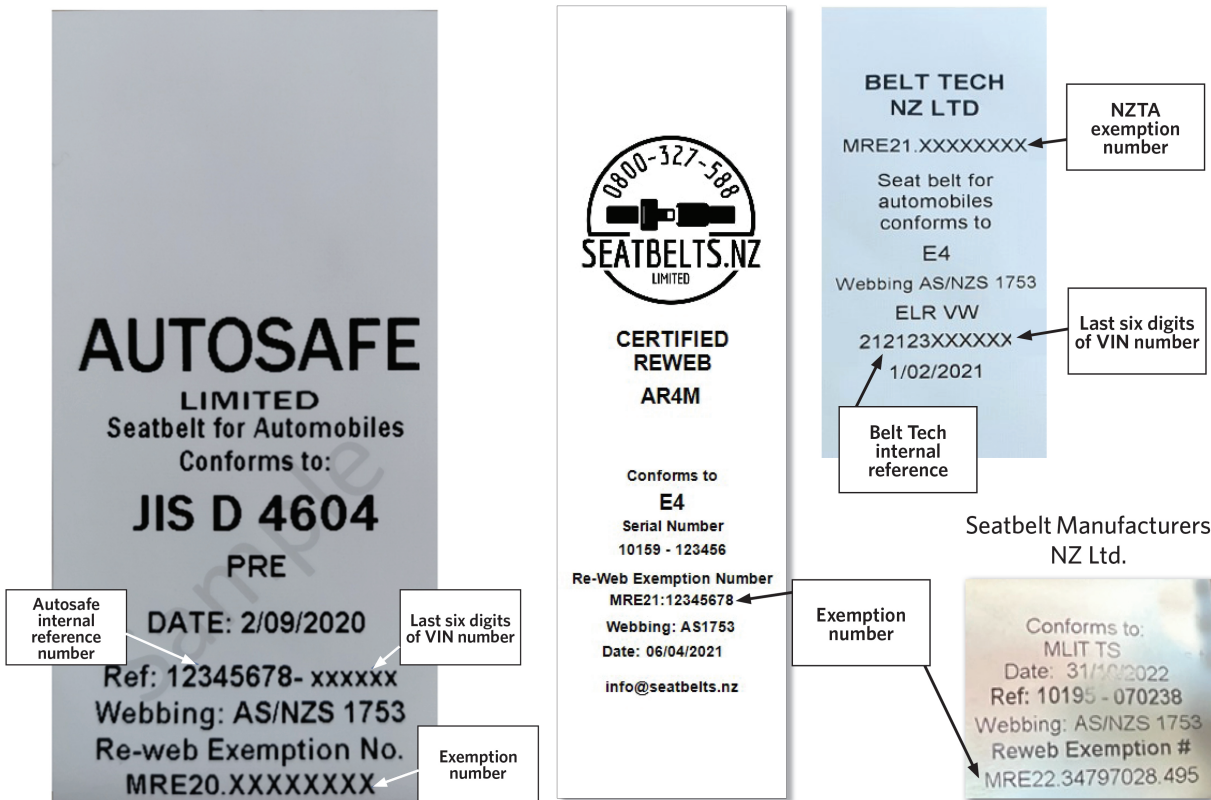 AUTOSAFE
LIMITED
Seatbelt for Automobiles
Conforms to:
JIS D 4604
PRE
DATE: 2/09/2020
Ref: 12345678- xxxxxx
Webbing: AS/NZS 1753
Re-web Exemption No.
MRE20.XXXXXXXX
Sample
Autosafe
internal
reference
number
Last six digits
of VIN number
Exemption
number
0800-327-588
SEATBELTS.NZ
LIMITED
CERTIFIED
REWEB
AR4M
Conforms to
E4
Serial Number
10159 - 123456
Re-Web Exemption Number
MRE21:12345678
Webbing: AS1753
Date: 06/04/2021
info@seatbelts.nz
BELT TECH
NZ LTD
MRE21.XXXXXXXX
Seat belt for
automobiles
conforms to
E4
Webbing AS/NZS 1753
ELR VW
212123XXXXXX
1/02/2021
NZTA
exemption
number
Last six digits
of VIN number
Belt Tech
internal
reference
Exemption
number
Seatbelt Manufacturers
NZ Ltd.
Conforms to:
MLIT TS
Date: 31/10/2022
Ref: 10195 - 070238
Webbing: AS/NZS 1753
Reweb Exemption #
MRE22.34797028.495